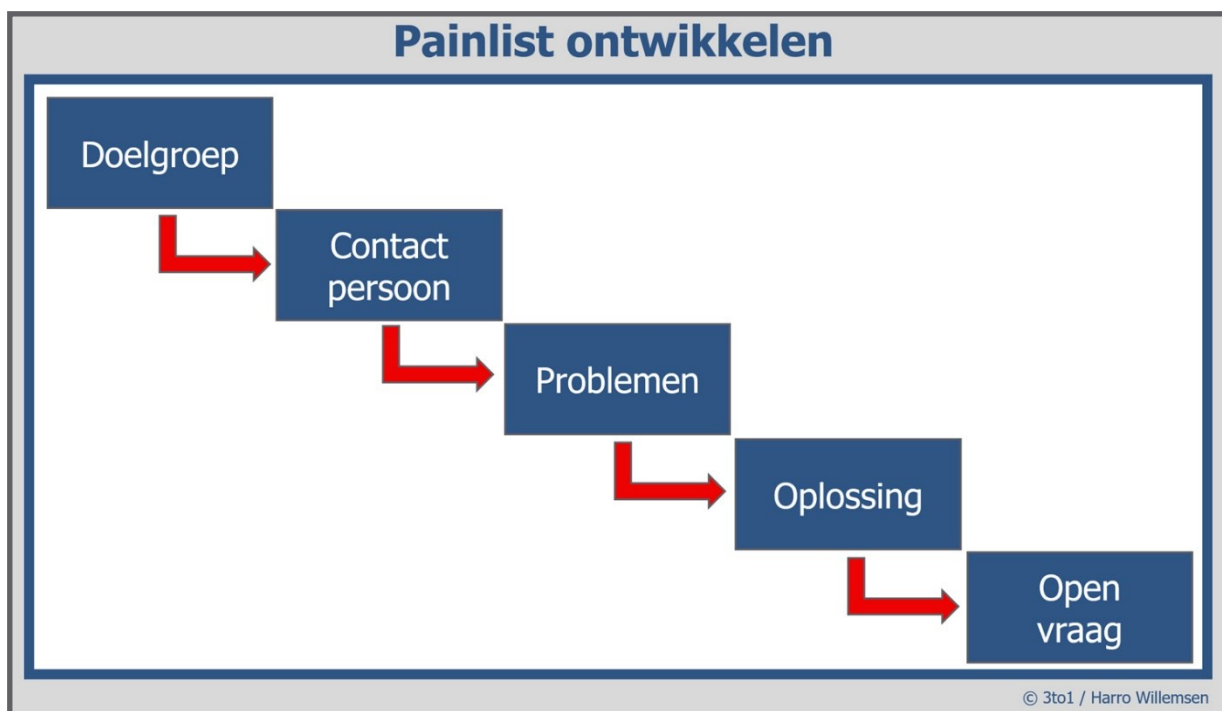 Painlist ontwikkelen
Doelgroep
Contact
persoon
Problemen
Oplossing
Open
vraag
© 3to1 / Harro Willemsen